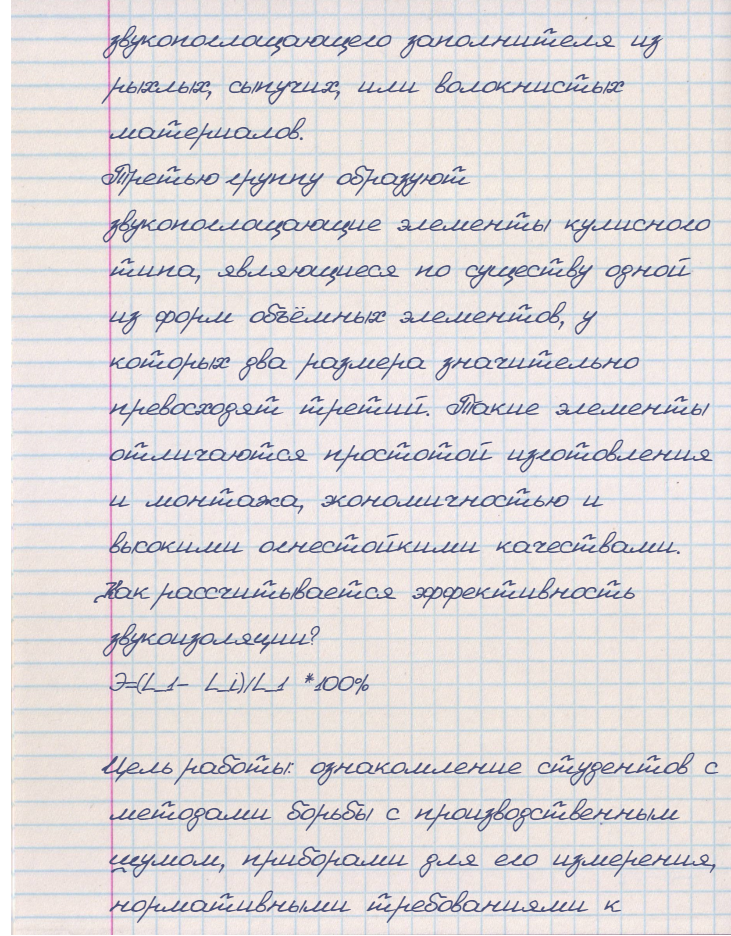 звукопоглощающего заполнителя из
рыхлых, сыпучих, или волокнистых
материалов.
Третью группу образуют
звукопоглощающие элементы кулисного
типа, являющиеся по существу одной
из форм объёмных элементов, у
которых два размера значительно
превосходят третий. Такие элементы
отличаются простотой изготовления
и монтажа, экономичностью и
высокими огнестойкими качествами.
Как рассчитывается эффективность
звукоизоляции?
Э=(L_1- L_i)/L_1 *100%
Цель работы: ознакомление студентов с
методами борьбы с производственным
шумом, приборами для его измерения,
нормативными требованиями к